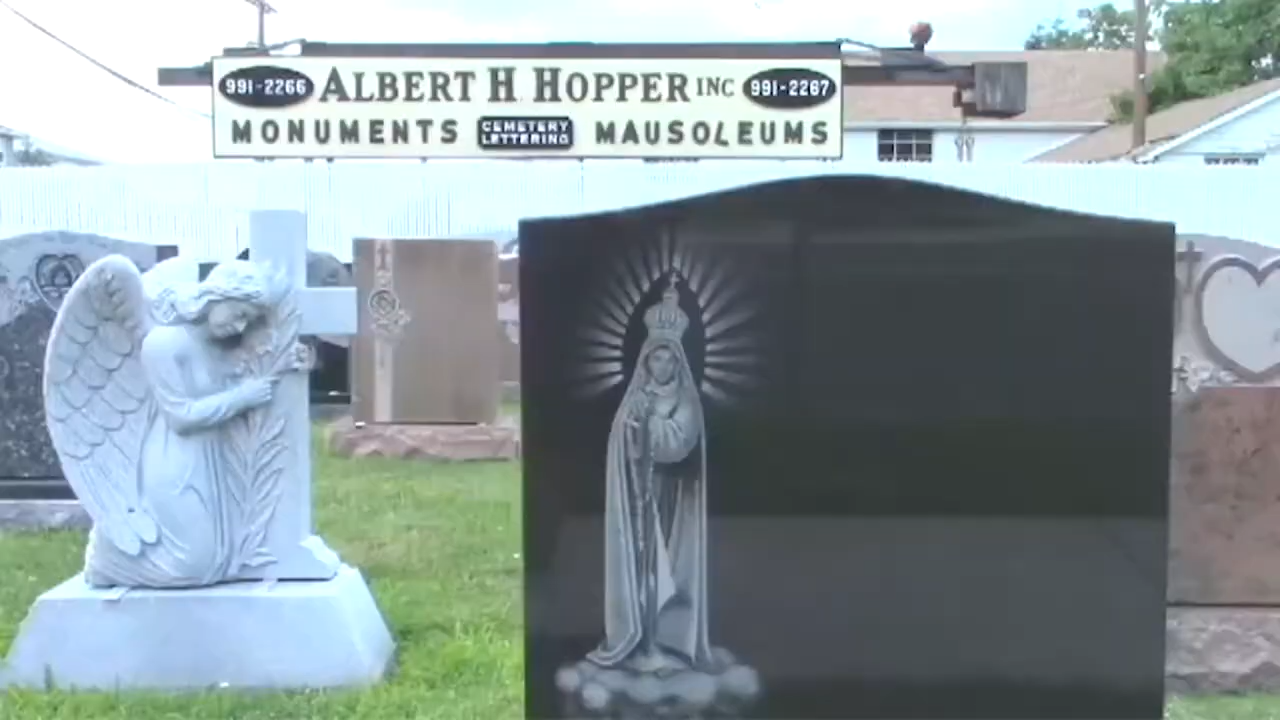 991-2266 ALBERT H. HOPPER INC 991-2267
MONUMENTS CEMETERY LETTERING MAUSOLEUMS